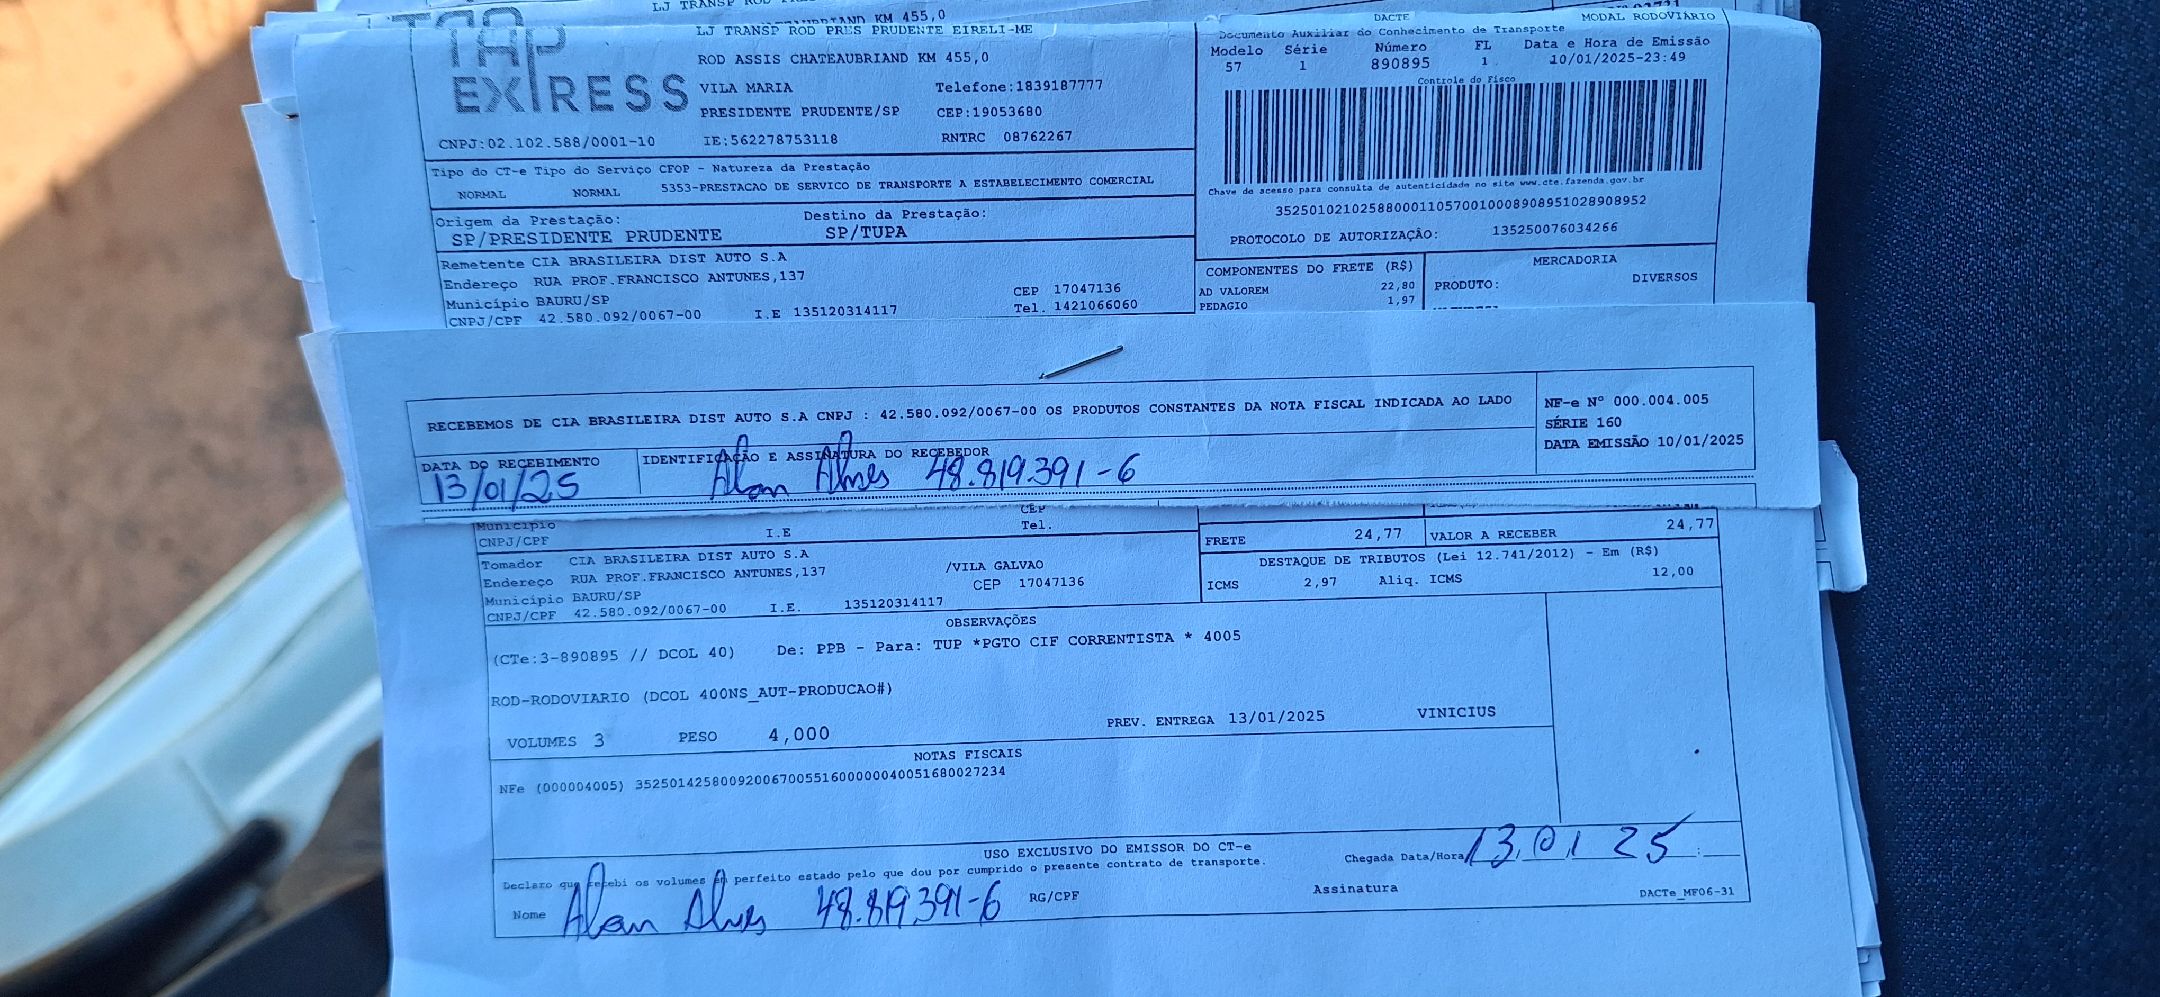 LJ TRANSP ROD
KM 455,0
TAP
EXPRESS
LJ TRANSP ROD PRES PRUDENTE EIRELI-ME
ROD ASSIS CHATEAUBRIAND KM 455,0
VILA MARIA Telefone:1839187777
PRESIDENTE PRUDENTE/SP CEP:19053680
CNPJ:02.102.588/0001-10 IE:562278753118 RNTRC 08762267
DACTE MODAL RODOVIÁRIO
Documento Auxiliar do Conhecimento de Transporte
Modelo Série Número FL Data e Hora de Emissão
57 1 890895 1 10/01/2025-23:49
Controle do Fisco
Chave de acesso para consulta de autenticidade no site www.cte.fazenda.gov.br
35250102102588000110570010008908951028908952
PROTOCOLO DE AUTORIZAÇÃO: 135250076034266
Tipo do CT-e Tipo do Serviço CFOP - Natureza da Prestação
NORMAL NORMAL 5353-PRESTACAO DE SERVICO DE TRANSPORTE A ESTABELECIMENTO COMERCIAL
Origem da Prestação: Destino da Prestação:
SP/PRESIDENTE PRUDENTE SP/TUPA
Remetente CIA BRASILEIRA DIST AUTO S.A
Endereço RUA PROF.FRANCISCO ANTUNES,137
Município BAURU/SP CEP 17047136
CNPJ/CPF 42.580.092/0067-00 I.E 135120314117 Tel. 1421066060
COMPONENTES DO FRETE (R$) MERCADORIA
AD VALOREM 22,80 PRODUTO: DIVERSOS
PEDAGIO 1,97
RECEBEMOS DE CIA BRASILEIRA DIST AUTO S.A CNPJ : 42.580.092/0067-00 OS PRODUTOS CONSTANTES DA NOTA FISCAL INDICADA AO LADO
NF-e Nº 000.004.005
SÉRIE 160
DATA EMISSÃO 10/01/2025
DATA DO RECEBIMENTO IDENTIFICAÇÃO E ASSINATURA DO RECEBEDOR
13/01/25 Alan Alves 48.819.391-6
Município CEP
CNPJ/CPF I.E Tel.
FRETE 24,77 VALOR A RECEBER 24,77
Tomador CIA BRASILEIRA DIST AUTO S.A
Endereço RUA PROF.FRANCISCO ANTUNES,137 /VILA GALVAO
Município BAURU/SP CEP 17047136
CNPJ/CPF 42.580.092/0067-00 I.E. 135120314117
DESTAQUE DE TRIBUTOS (Lei 12.741/2012) - Em (R$)
ICMS 2,97 Aliq. ICMS 12,00
OBSERVAÇÕES
(CTe:3-890895 // DCOL 40) De: PPB - Para: TUP *PGTO CIF CORRENTISTA * 4005
ROD-RODOVIARIO (DCOL 400NS_AUT-PRODUCAO#)
VOLUMES 3 PESO 4,000 PREV. ENTREGA 13/01/2025 VINICIUS
NOTAS FISCAIS
NFe (000004005) 35250142580092006700551600000040051680027234
USO EXCLUSIVO DO EMISSOR DO CT-e
Declaro que recebi os volumes em perfeito estado pelo que dou por cumprido o presente contrato de transporte.
Chegada Data/Hora 13.01 25 :
Nome Alan Alves 48.819.391-6 RG/CPF Assinatura
DACTe_MF06-31